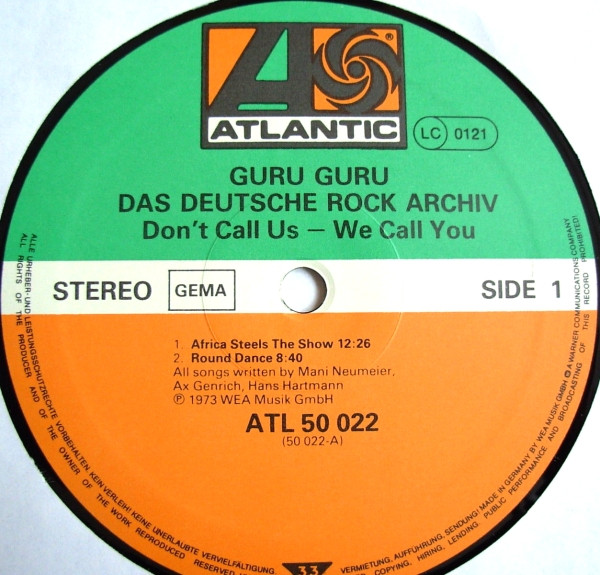 ATLANTIC
LC 0121
GURU GURU
DAS DEUTSCHE ROCK ARCHIV
Don't Call Us – We Call You
STEREO GEMA SIDE 1
1. Africa Steels The Show 12:26
2. Round Dance 8:40
All songs written by Mani Neumeier,
Ax Genrich, Hans Hartmann
℗ 1973 WEA Musik GmbH
ATL 50 022
(50 022-A)
33
ALLE URHEBER- UND LEISTUNGSSCHUTZRECHTE VORBEHALTEN KEIN VERLEIH! KEINE UNERLAUBTE VERVIELFÄLTIGUNG, VERMIETUNG, AUFFÜHRUNG, SENDUNG! MADE IN GERMANY BY WEA MUSIK GMBH A WARNER COMMUNICATIONS COMPANY
ALL RIGHTS OF THE PRODUCER AND OF THE OWNER OF THE WORK REPRODUCED RESERVED COPYING, HIRING, LENDING PUBLIC PERFORMANCE AND BROADCASTING OF THIS RECORD PROHIBITED!